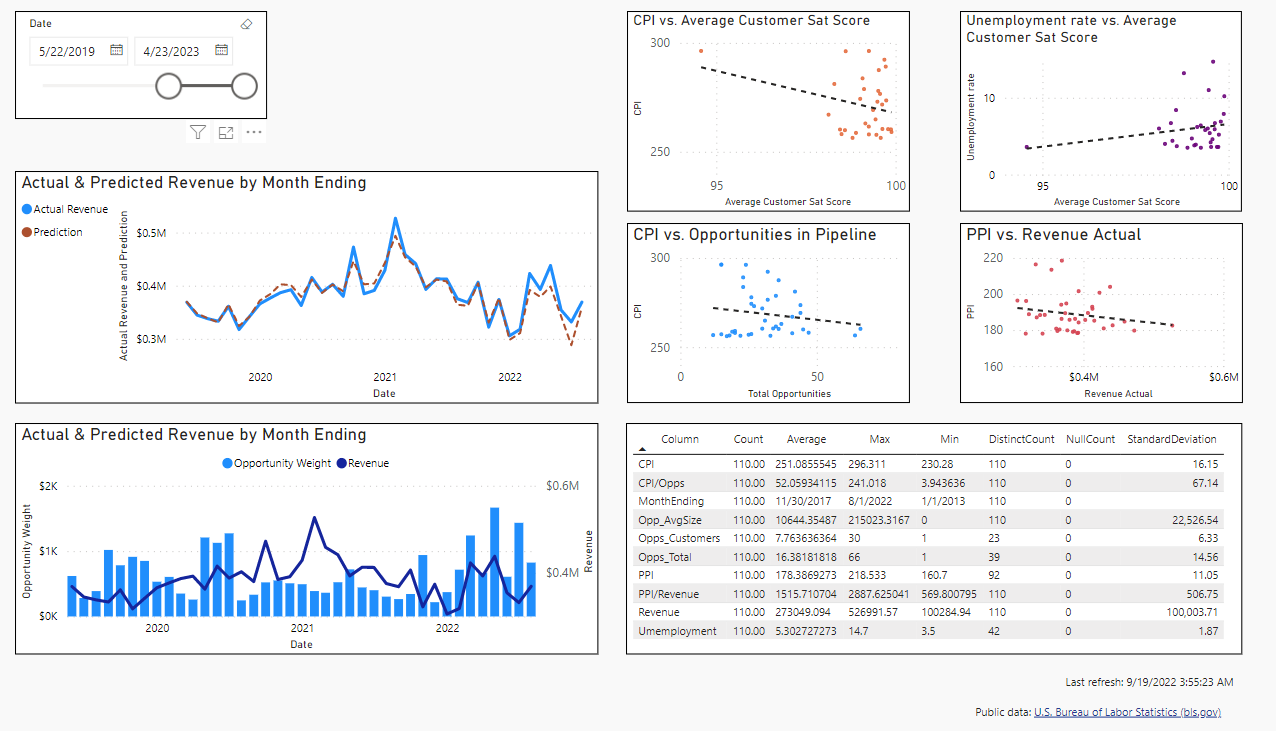 Date
5/22/2019 4/23/2023
Actual & Predicted Revenue by Month Ending
Actual Revenue
Prediction
Actual Revenue and Prediction
$0.5M
$0.4M
$0.3M
2020 2021 2022
Date
Actual & Predicted Revenue by Month Ending
Opportunity Weight Revenue
Opportunity Weight
$2K
$1K
$0K
$0.6M
$0.4M
Revenue
2020 2021 2022
Date
CPI vs. Average Customer Sat Score
CPI
300
250
95 100
Average Customer Sat Score
Unemployment rate vs. Average
Customer Sat Score
Unemployment rate
10
0
95 100
Average Customer Sat Score
CPI vs. Opportunities in Pipeline
CPI
300
250
0 50
Total Opportunities
PPI vs. Revenue Actual
PPI
220
200
180
160
$0.4M $0.6M
Revenue Actual
Column Count Average Max Min DistinctCount NullCount StandardDeviation
CPI 110.00 251.0855545 296.311 230.28 110 0 16.15
CPI/Opps 110.00 52.05934115 241.018 3.943636 110 0 67.14
MonthEnding 110.00 11/30/2017 8/1/2022 1/1/2013 110 0
Opp_AvgSize 110.00 10644.35487 215023.3167 0 110 0 22,526.54
Opps_Customers 110.00 7.763636364 30 1 23 0 6.33
Opps_Total 110.00 16.38181818 66 1 39 0 14.56
PPI 110.00 178.3869273 218.533 160.7 92 0 11.05
PPI/Revenue 110.00 1515.710704 2887.625041 569.800795 110 0 506.75
Revenue 110.00 273049.094 526991.57 100284.94 110 0 100,003.71
Umemployment 110.00 5.302727273 14.7 3.5 42 0 1.87
Last refresh: 9/19/2022 3:55:23 AM
Public data: U.S. Bureau of Labor Statistics (bls.gov)